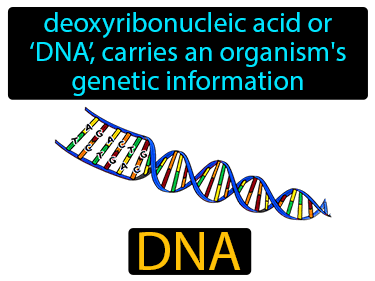 deoxyribonucleic acid or
‘DNA’, carries an organism's
genetic information
DNA